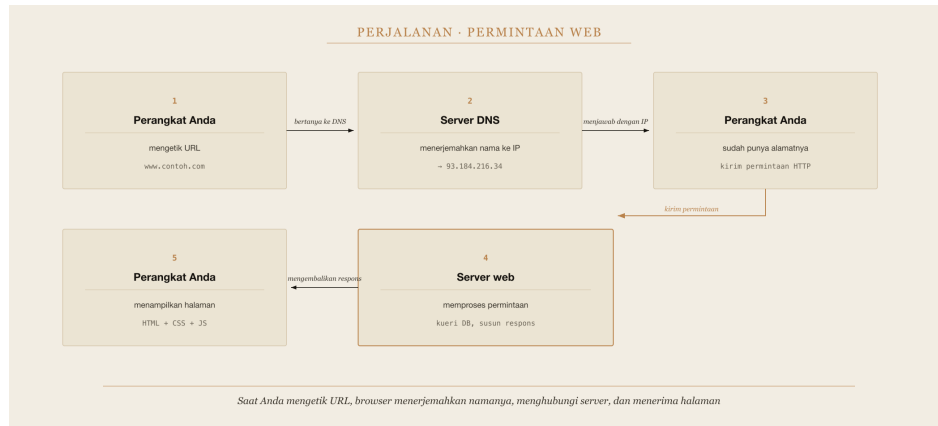 PERJALANAN · PERMINTAAN WEB
1
Perangkat Anda
mengetik URL
www.contoh.com
bertanya ke DNS
2
Server DNS
menerjemahkan nama ke IP
→ 93.184.216.34
menjawab dengan IP
3
Perangkat Anda
sudah punya alamatnya
kirim permintaan HTTP
kirim permintaan
4
Server web
memproses permintaan
kueri DB, susun respons
mengembalikan respons
5
Perangkat Anda
menampilkan halaman
HTML + CSS + JS
Saat Anda mengetik URL, browser menerjemahkan namanya, menghubungi server, dan menerima halaman